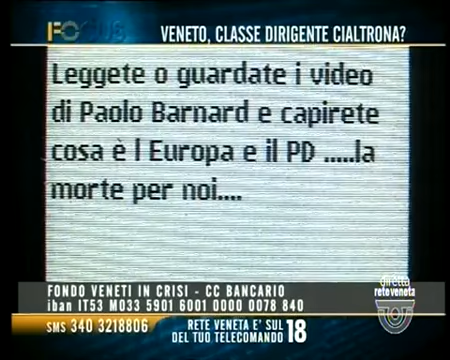 FOCUS
VENETO, CLASSE DIRIGENTE CIALTRONA?
Leggete o guardate i video
di Paolo Barnard e capirete
cosa è l Europa e il PD .....la
morte per noi....
diretta
reteveneta
FONDO VENETI IN CRISI - CC BANCARIO
iban IT53 M033 5901 6001 0000 0078 840
SMS 340 3218806
RETE VENETA E' SUL
DEL TUO TELECOMANDO
18